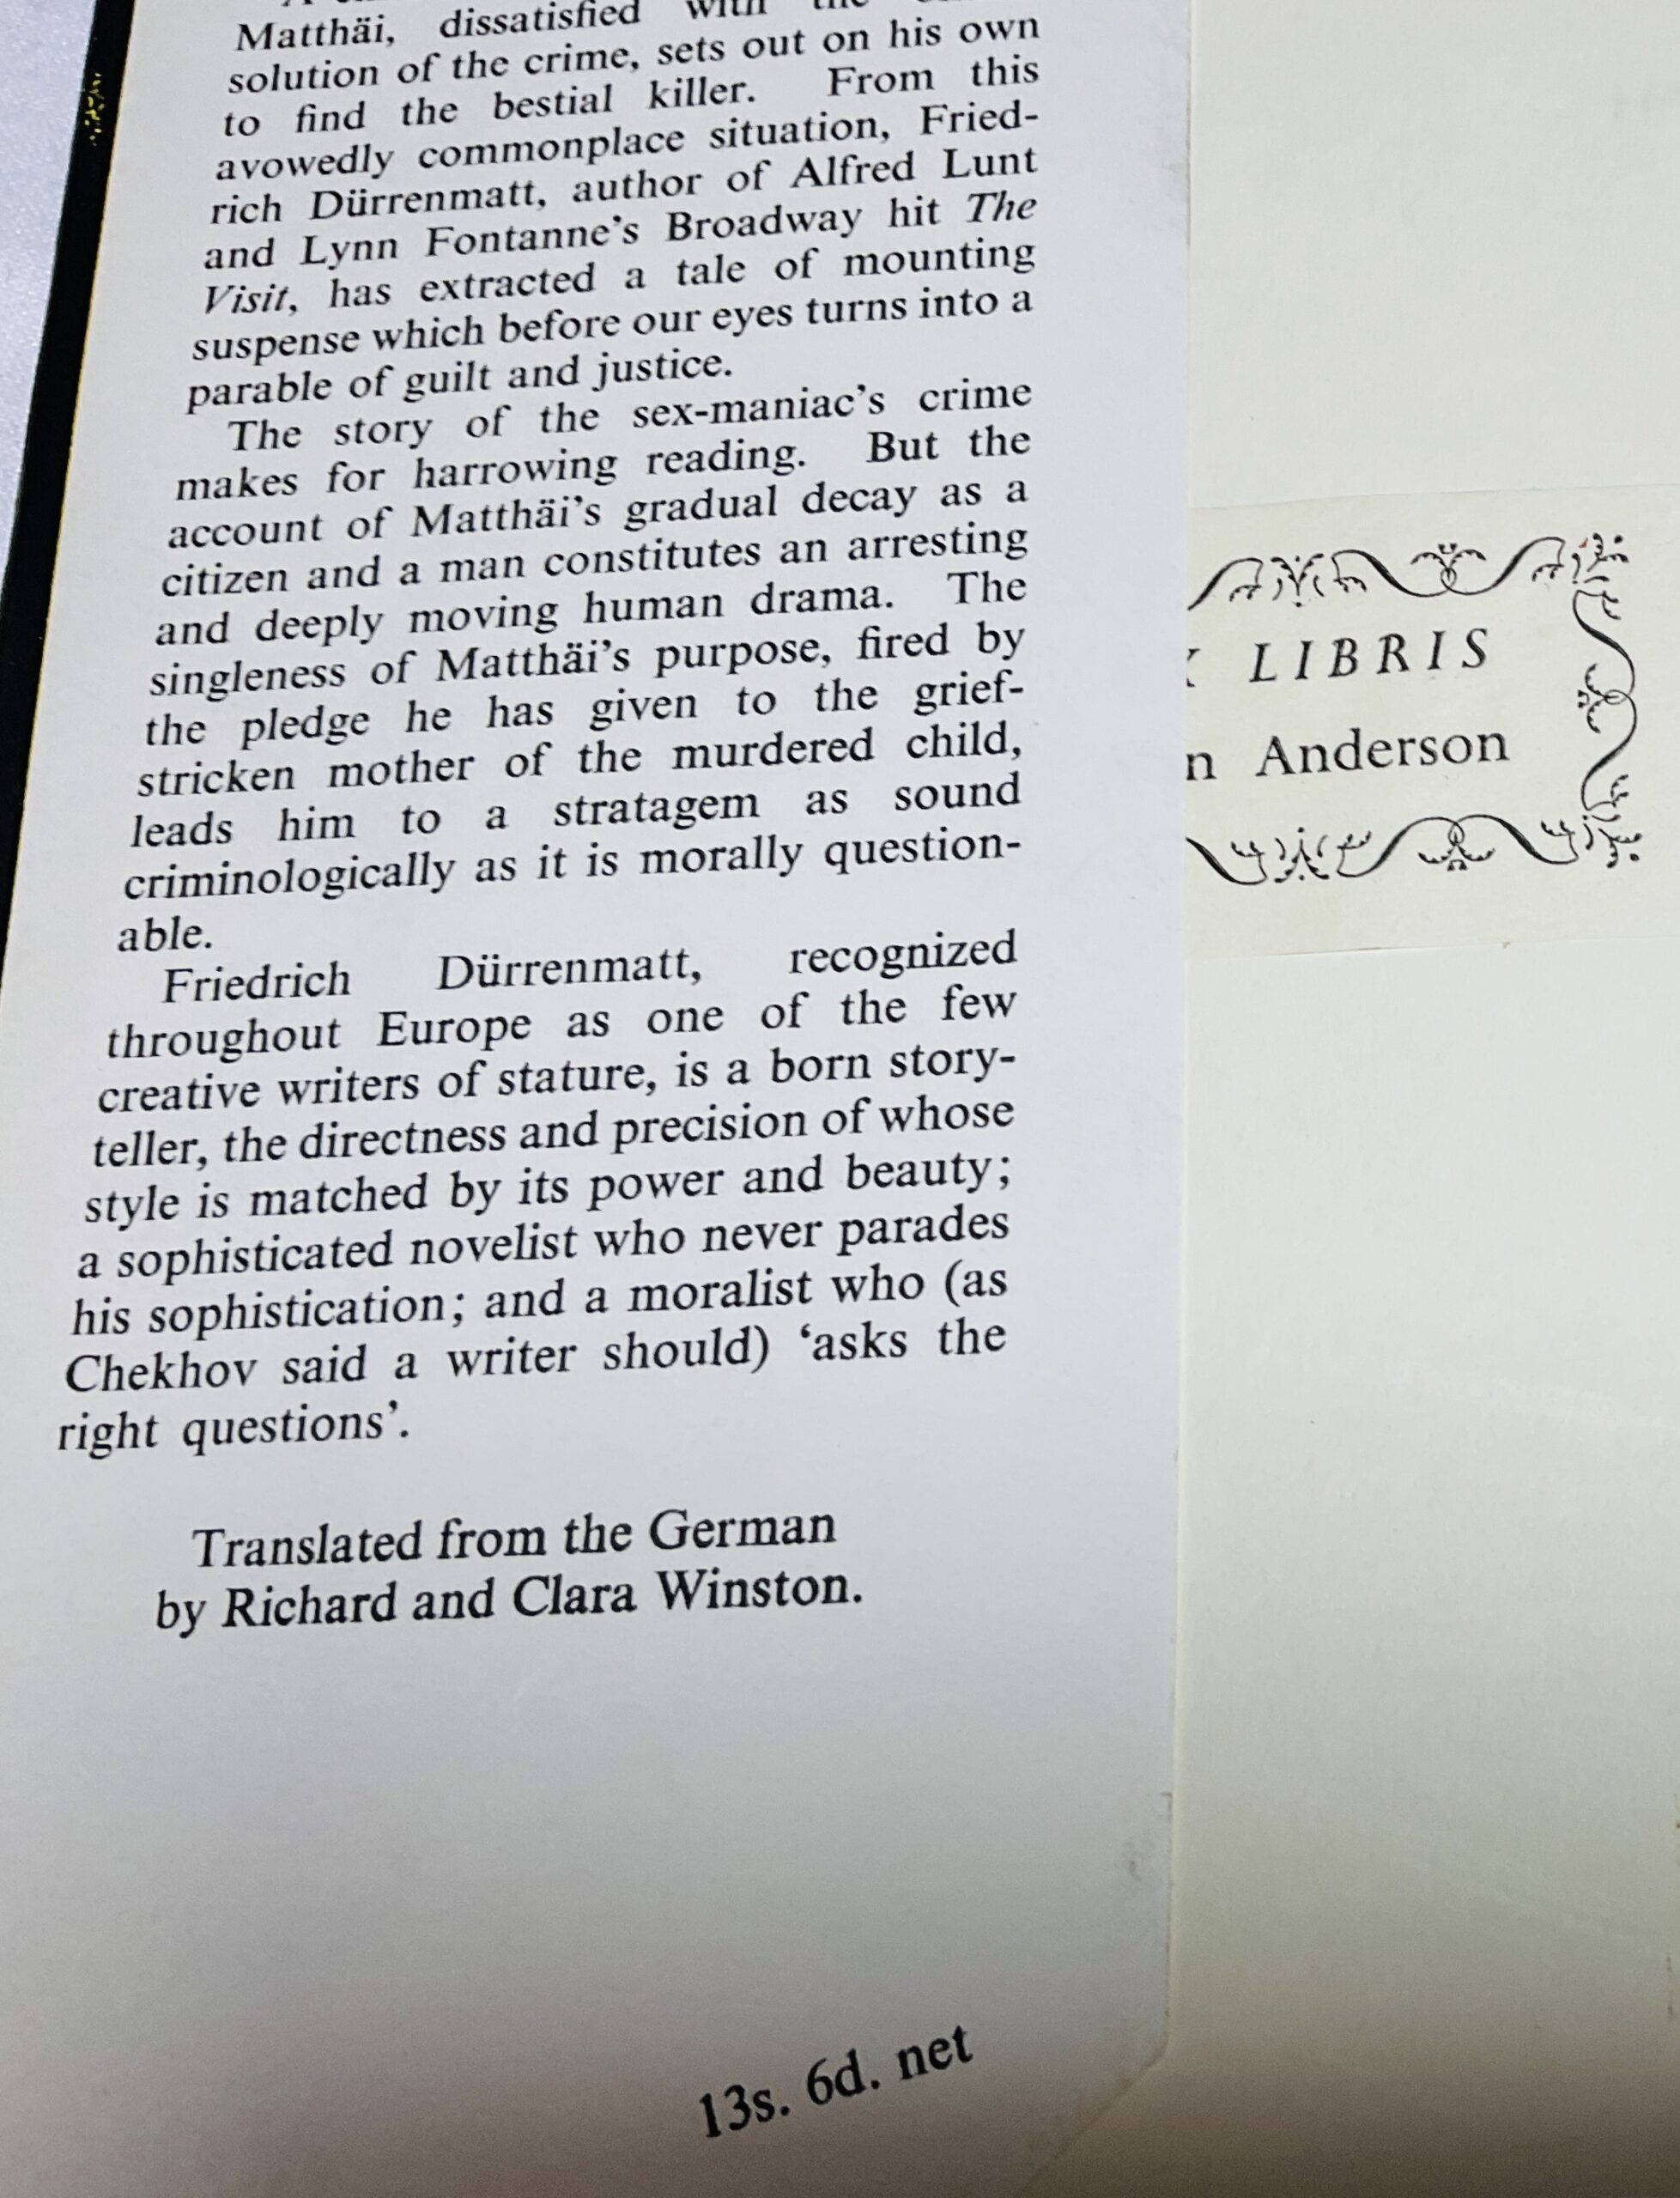 Matthäi, dissatisfied with the
solution of the crime, sets out on his own
to find the bestial killer. From this
avowedly commonplace situation, Fried-
rich Dürrenmatt, author of Alfred Lunt
and Lynn Fontanne's Broadway hit The
Visit, has extracted a tale of mounting
suspense which before our eyes turns into a
parable of guilt and justice.
The story of the sex-maniac's crime
makes for harrowing reading. But the
account of Matthäi's gradual decay as a
citizen and a man constitutes an arresting
and deeply moving human drama. The
singleness of Matthäi's purpose, fired by
the pledge he has given to the grief-
stricken mother of the murdered child,
leads him to a stratagem as sound
criminologically as it is morally question-
able.
Friedrich Dürrenmatt, recognized
throughout Europe as one of the few
creative writers of stature, is a born story-
teller, the directness and precision of whose
style is matched by its power and beauty;
a sophisticated novelist who never parades
his sophistication; and a moralist who (as
Chekhov said a writer should) 'asks the
right questions'.
Translated from the German
by Richard and Clara Winston.
13s. 6d. net
LIBRIS
n Anderson